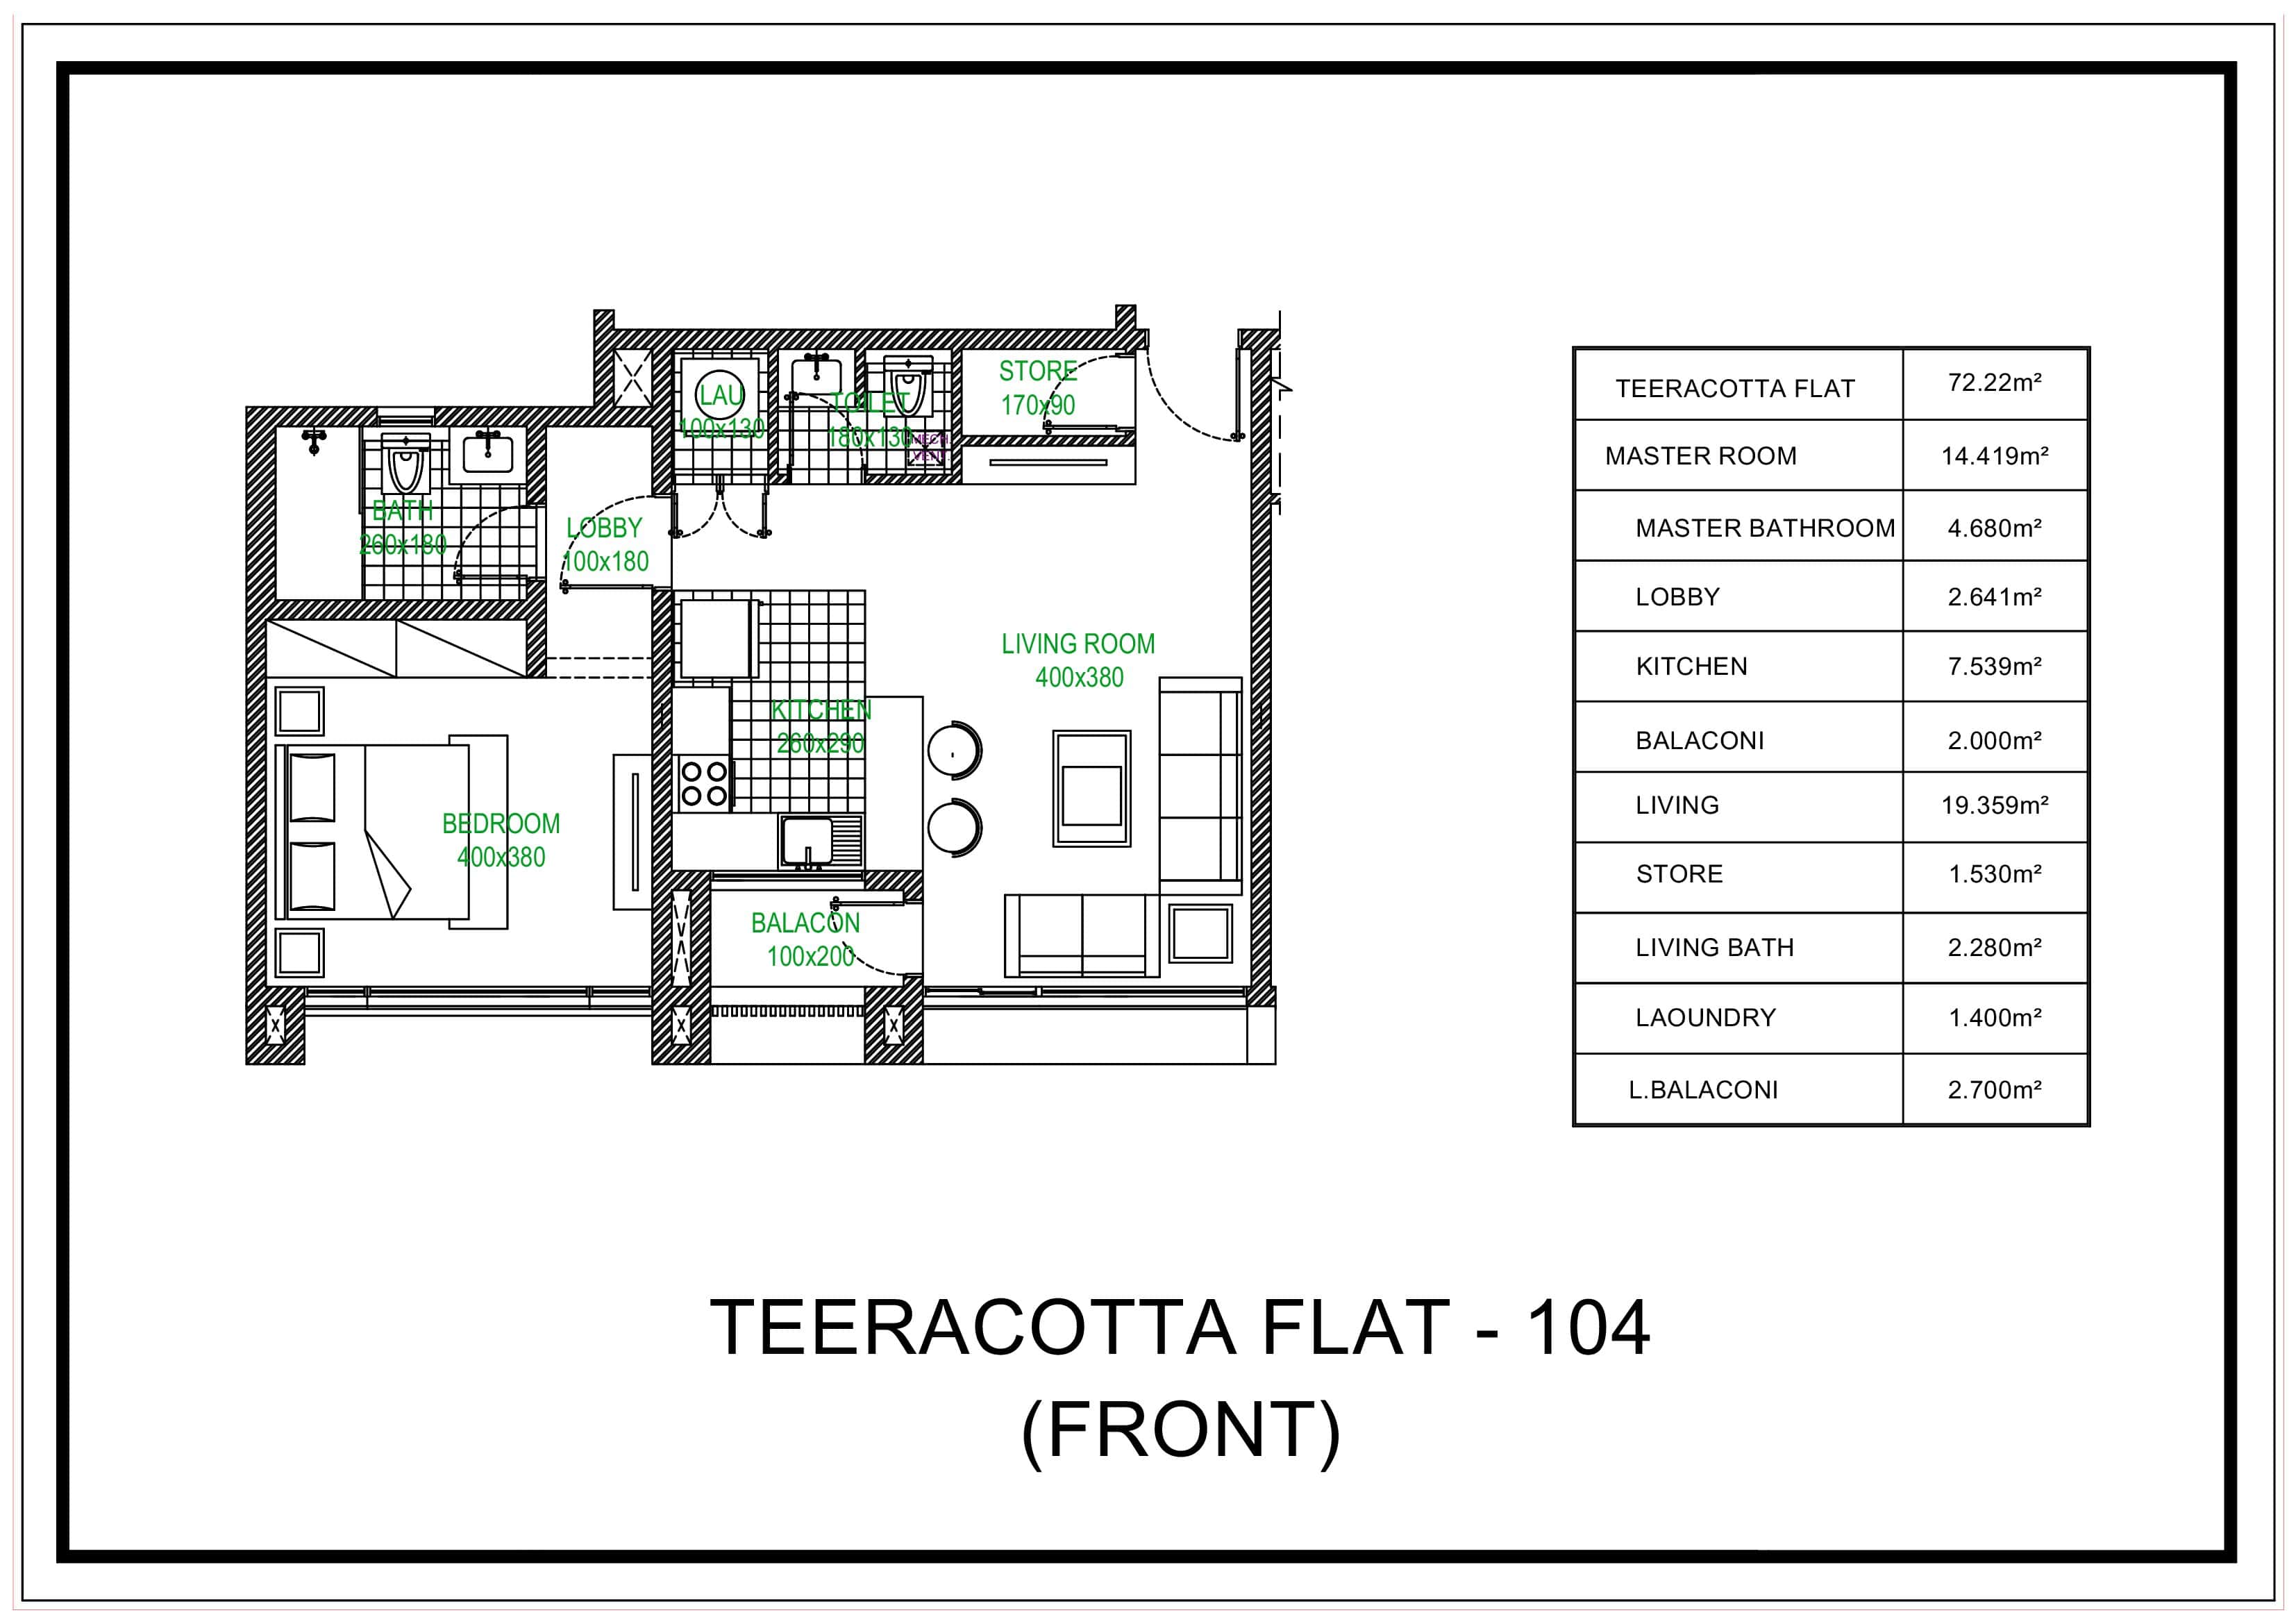 LAU
100x130
TOILET
180x130
MECH.
VENT.
STORE
170x90
BATH
260x180
LOBBY
100x180
LIVING ROOM
400x380
KITCHEN
260x290
BEDROOM
400x380
BALACON
100x200
TEERACOTTA FLAT 72.22m²
MASTER ROOM 14.419m²
MASTER BATHROOM 4.680m²
LOBBY 2.641m²
KITCHEN 7.539m²
BALACONI 2.000m²
LIVING 19.359m²
STORE 1.530m²
LIVING BATH 2.280m²
LAOUNDRY 1.400m²
L.BALACONI 2.700m²
TEERACOTTA FLAT - 104
(FRONT)